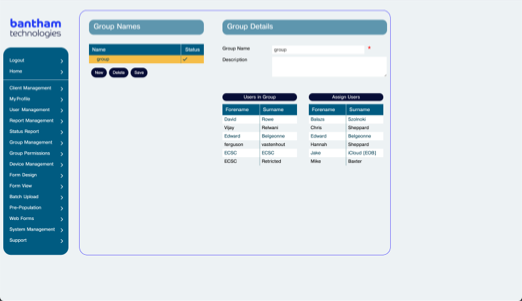 bantham
technologies
Logout
Home
Client Management
My Profile
User Management
Report Management
Status Report
Group Management
Group Permissions
Device Management
Form Design
Form View
Batch Upload
Pre-Population
Web Forms
System Management
Support
Group Names
Name Status
group
New Delete Save
Group Details
Group Name group *
Description
Users in Group
Forename Surname
David Rowe
Vijay Relwani
Edward Belgeonne
ferguson vastenhout
ECSC ECSC
ECSC Retricted
Assign Users
Forename Surname
Balazs Szolnoki
Chris Sheppard
Edward Belgeonne
Hannah Sheppard
Jake iCloud [EOB]
Mike Baxter